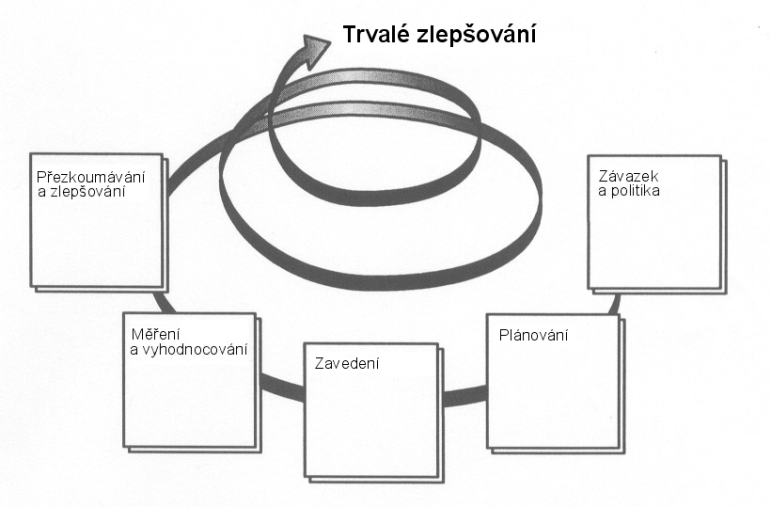 Trvalé zlepšování
Přezkoumávání
a zlepšování
Závazek
a politika
Měření
a vyhodnocování
Zavedení
Plánování